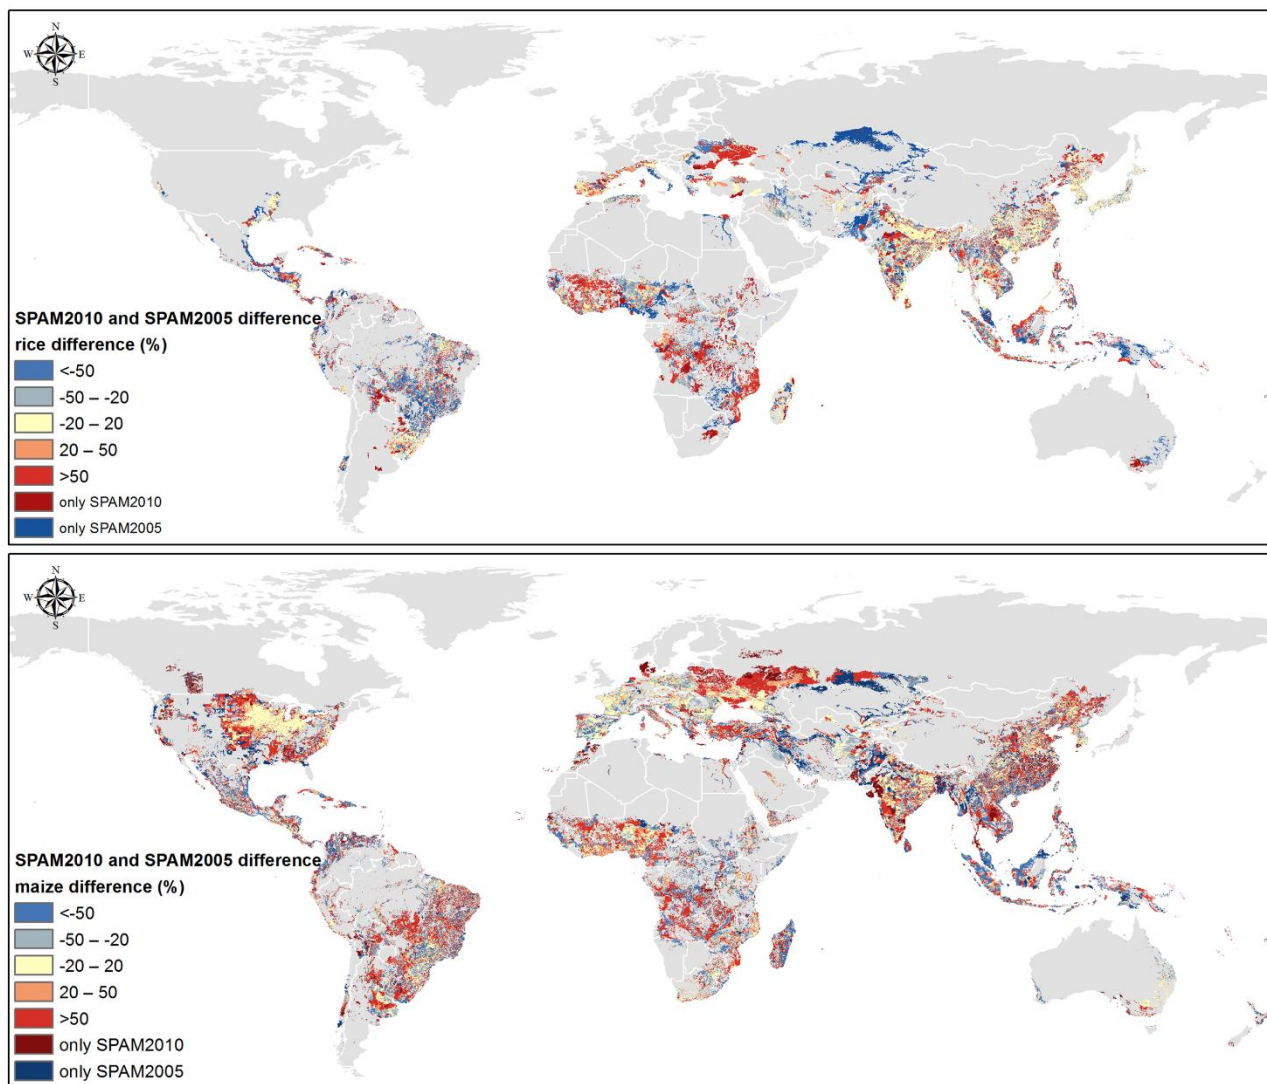 N
W E
S
SPAM2010 and SPAM2005 difference
rice difference (%)
<-50
-50 – -20
-20 – 20
20 – 50
>50
only SPAM2010
only SPAM2005
N
W E
S
SPAM2010 and SPAM2005 difference
maize difference (%)
<-50
-50 – -20
-20 – 20
20 – 50
>50
only SPAM2010
only SPAM2005